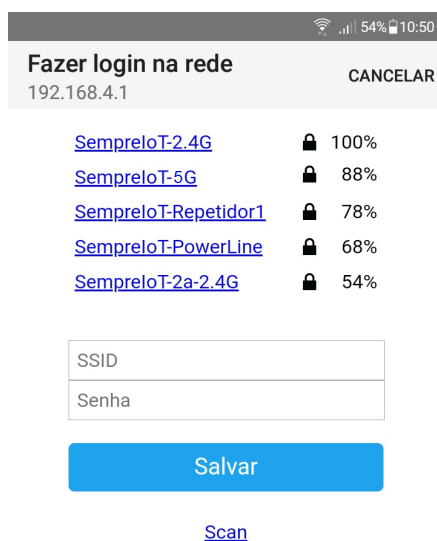 54% 10:50
Fazer login na rede
CANCELAR
192.168.4.1
SempreIoT-2.4G 100%
SempreIoT-5G 88%
SempreIoT-Repetidor1 78%
SempreIoT-PowerLine 68%
SempreIoT-2a-2.4G 54%
SSID
Senha
Salvar
Scan